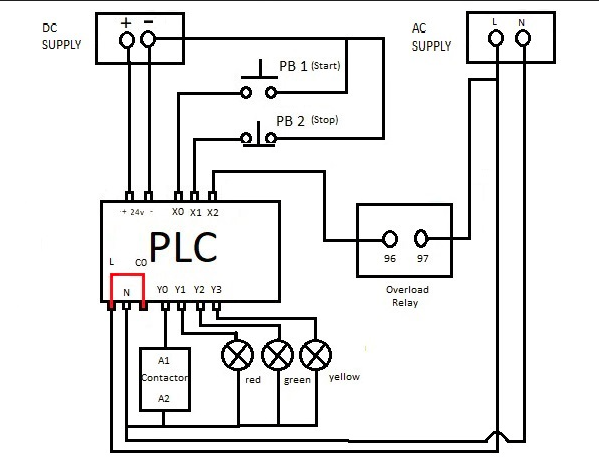 DC
SUPPLY
+ -
AC
SUPPLY
L N
PB 1 (Start)
PB 2 (Stop)
+ 24v - X0 X1 X2
PLC
L CO
N Y0 Y1 Y2 Y3
96 97
Overload
Relay
A1
Contactor
A2
red green yellow